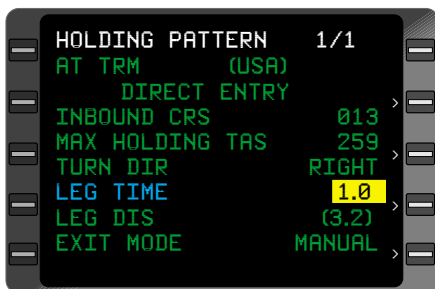 HOLDING PATTERN 1/1
AT TRM (USA)
DIRECT ENTRY
INBOUND CRS 013
MAX HOLDING TAS 259
TURN DIR RIGHT
LEG TIME 1.0
LEG DIS (3.2)
EXIT MODE MANUAL